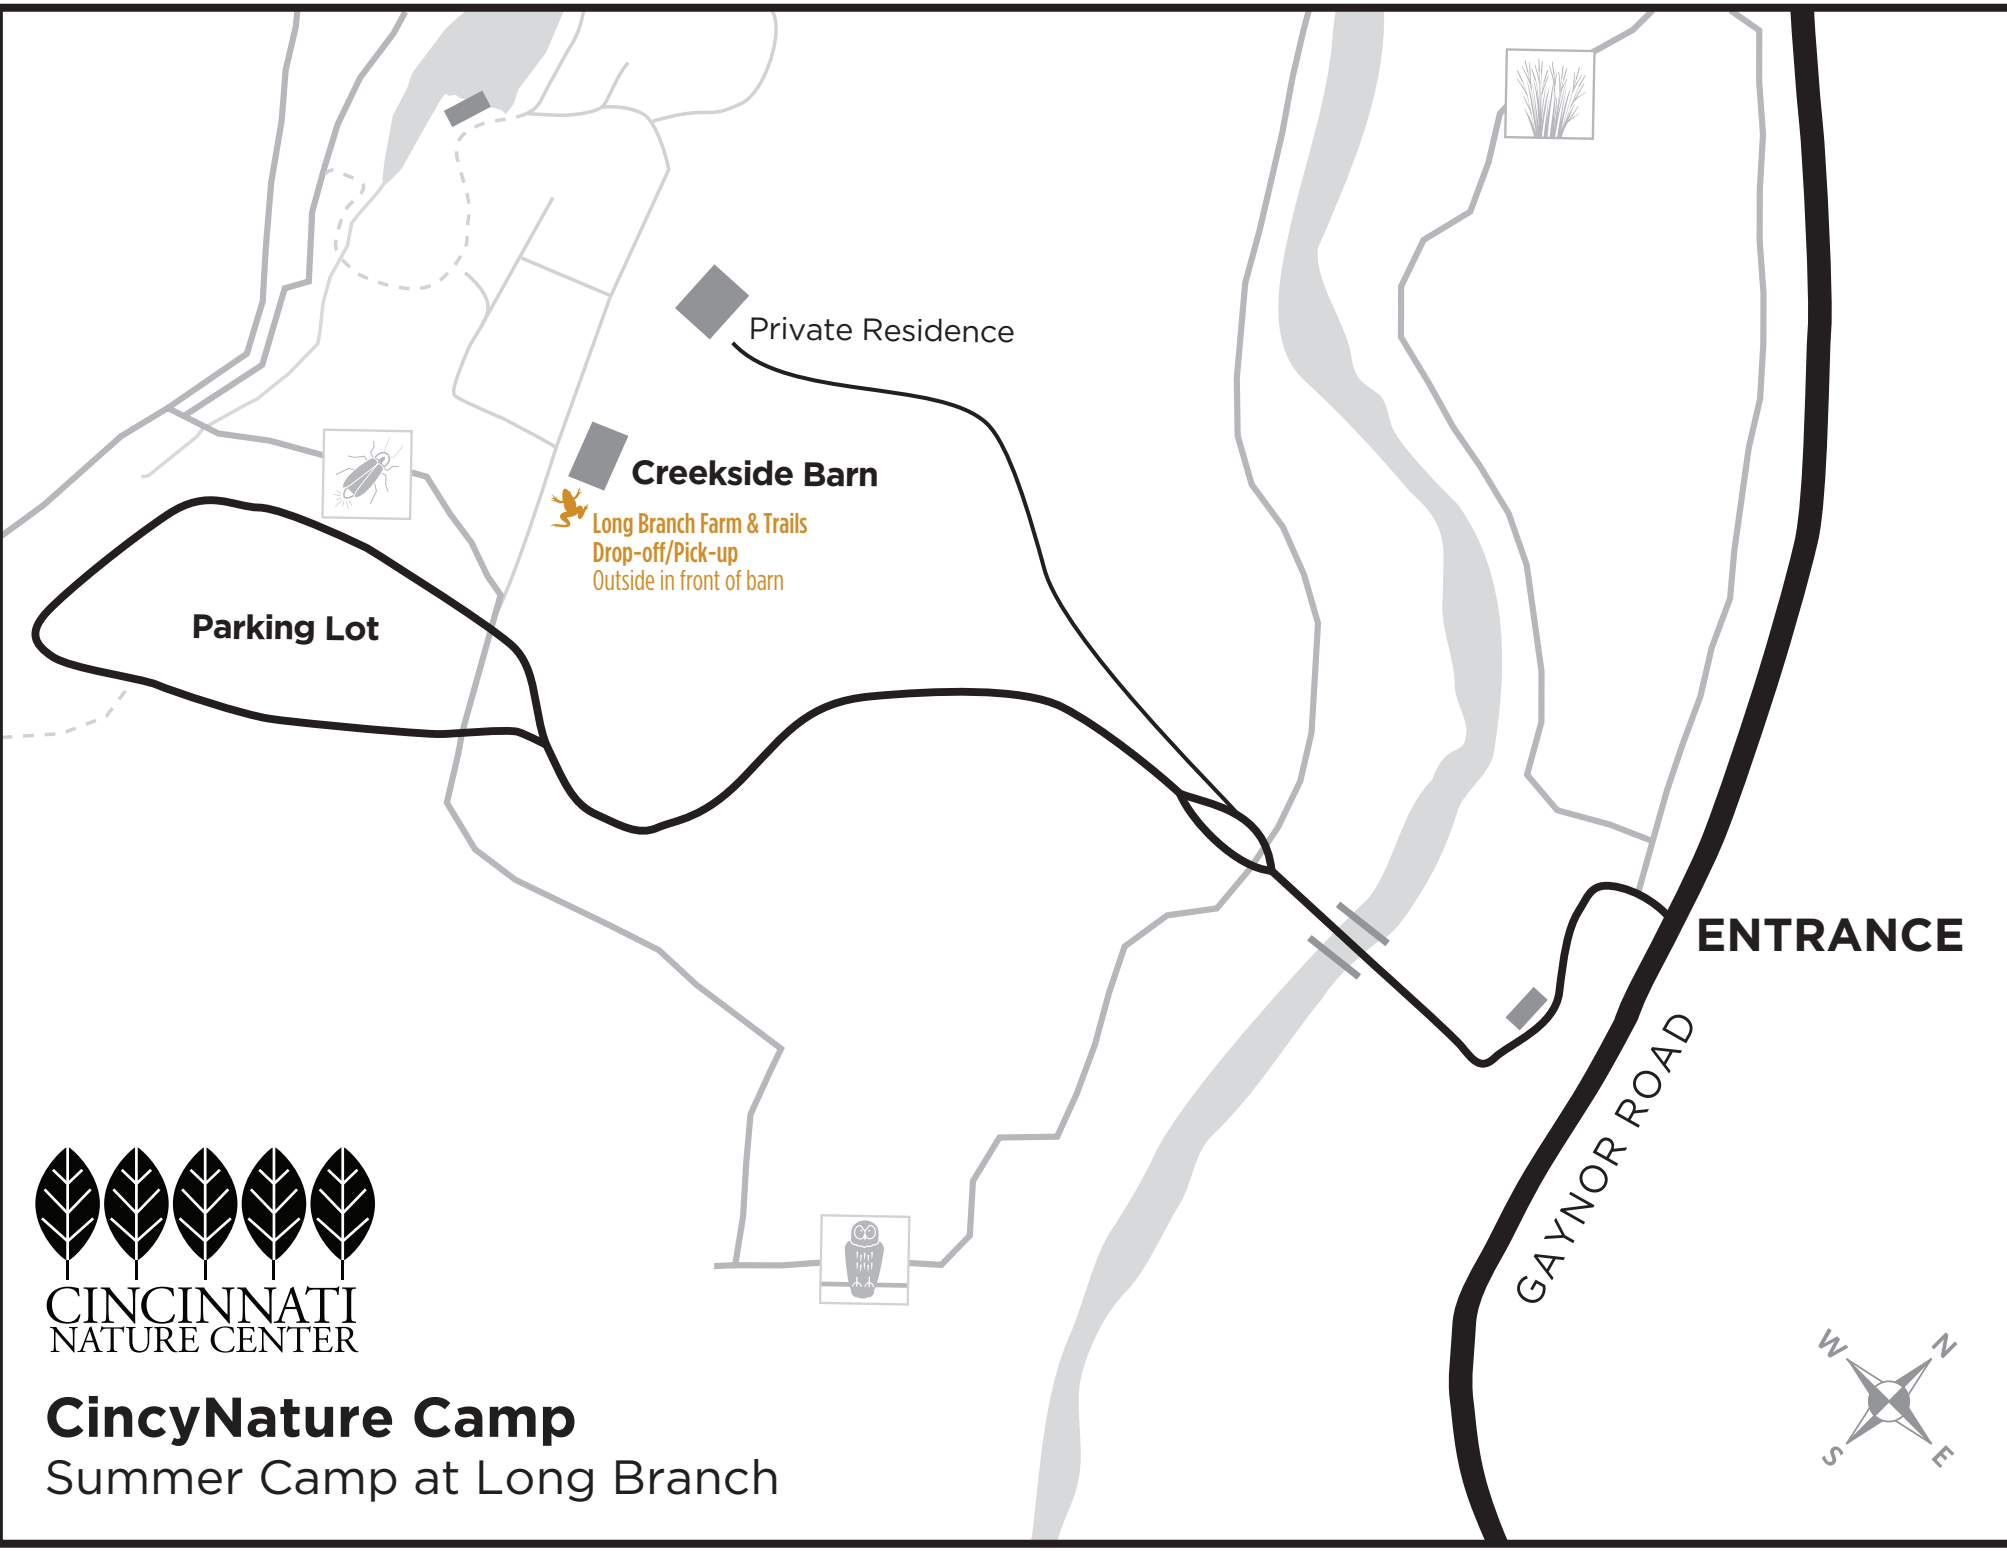 Private Residence
Creekside Barn
Long Branch Farm & Trails
Drop-off/Pick-up
Outside in front of barn
Parking Lot
ENTRANCE
GAYNOR ROAD
CINCINNATI
NATURE CENTER
CincyNature Camp
Summer Camp at Long Branch
W
N
S
E